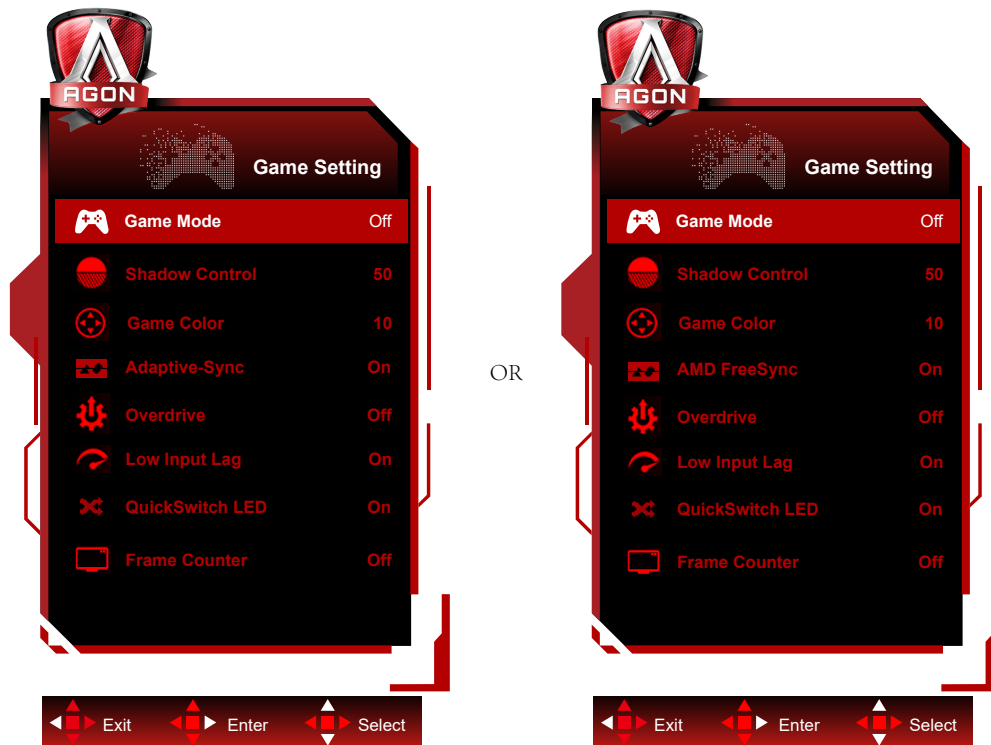 AGON
Game Setting
Game Mode Off
Shadow Control 50
Game Color 10
Adaptive-Sync On
Overdrive Off
Low Input Lag On
QuickSwitch LED On
Frame Counter Off
Exit Enter Select
OR
AGON
Game Setting
Game Mode Off
Shadow Control 50
Game Color 10
AMD FreeSync On
Overdrive Off
Low Input Lag On
QuickSwitch LED On
Frame Counter Off
Exit Enter Select